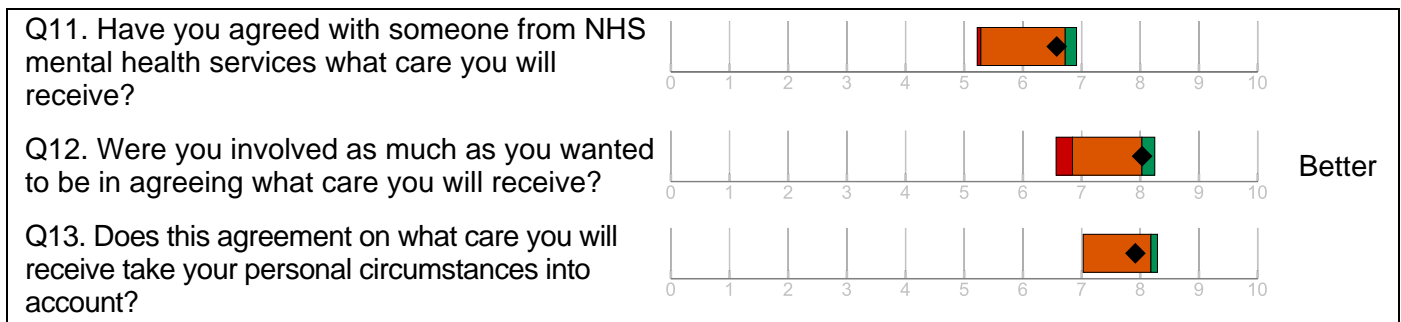 Q11. Have you agreed with someone from NHS
mental health services what care you will
receive?
0 1 2 3 4 5 6 7 8 9 10
Q12. Were you involved as much as you wanted
to be in agreeing what care you will receive?
Better
0 1 2 3 4 5 6 7 8 9 10
Q13. Does this agreement on what care you will
receive take your personal circumstances into
account?
0 1 2 3 4 5 6 7 8 9 10